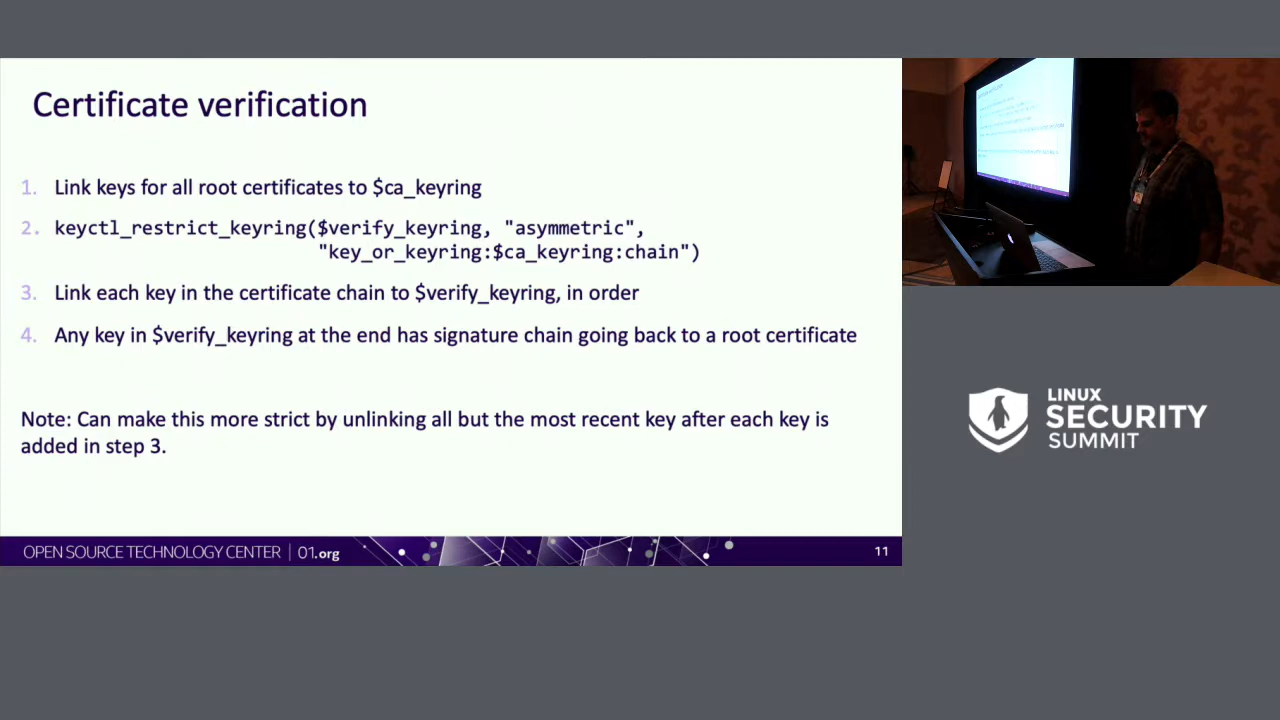 Certificate verification
1. Link keys for all root certificates to $ca_keyring
2. keyctl_restrict_keyring($verify_keyring, "asymmetric",
"key_or_keyring:$ca_keyring:chain")
3. Link each key in the certificate chain to $verify_keyring, in order
4. Any key in $verify_keyring at the end has signature chain going back to a root certificate
Note: Can make this more strict by unlinking all but the most recent key after each key is
added in step 3.
OPEN SOURCE TECHNOLOGY CENTER | 01.org
11
LINUX
SECURITY
SUMMIT